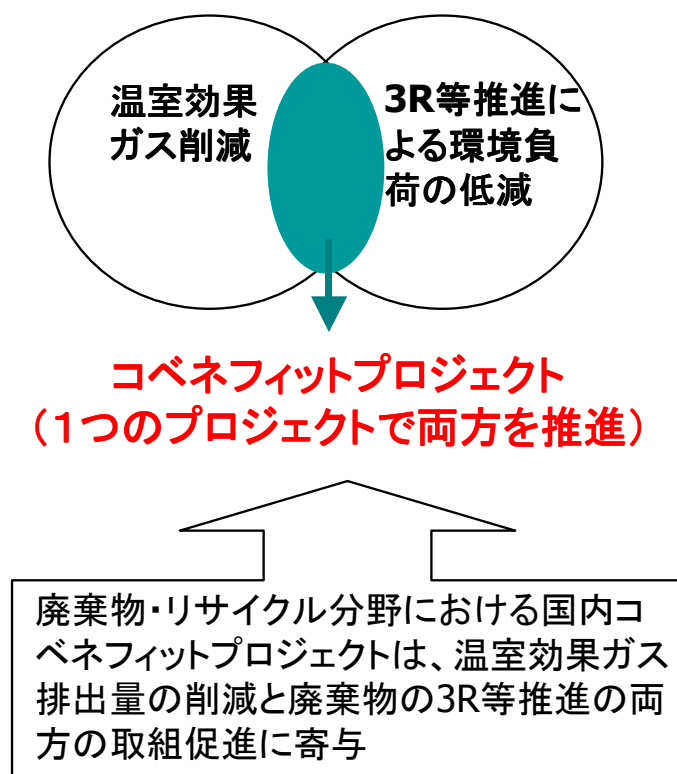 温室効果
ガス削減
3R等推進に
よる環境負
荷の低減
コベネフィットプロジェクト
（１つのプロジェクトで両方を推進）
廃棄物・リサイクル分野における国内コ
ベネフィットプロジェクトは、温室効果ガス
排出量の削減と廃棄物の3R等推進の両
方の取組促進に寄与